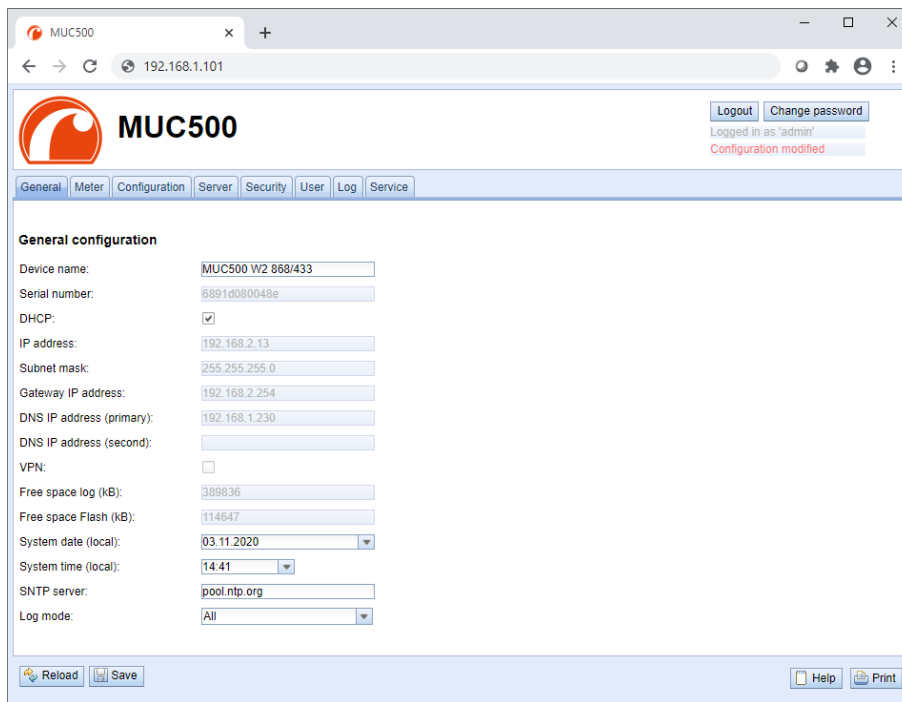 MUC500
192.168.1.101
MUC500
Logout Change password
Logged in as 'admin'
Configuration modified
General Meter Configuration Server Security User Log Service
General configuration
Device name: MUC500 W2 868/433
Serial number: 6891d080048e
DHCP:
IP address: 192.168.2.13
Subnet mask: 255.255.255.0
Gateway IP address: 192.168.2.254
DNS IP address (primary): 192.168.1.230
DNS IP address (second):
VPN:
Free space log (kB): 389836
Free space Flash (kB): 114647
System date (local): 03.11.2020
System time (local): 14:41
SNTP server: pool.ntp.org
Log mode: All
Reload Save Help Print